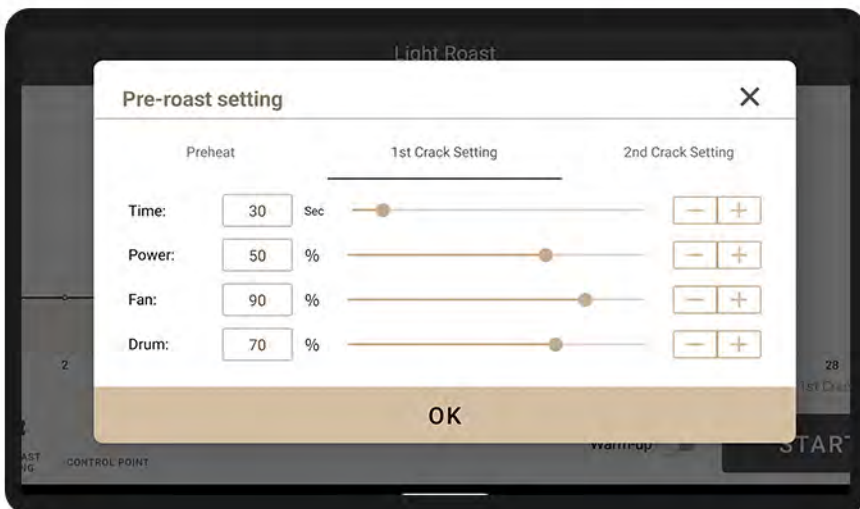 Light Roast
Pre-roast setting
Preheat 1st Crack Setting 2nd Crack Setting
Time: 30 Sec
Power: 50 %
Fan: 90 %
Drum: 70 %
2 28
OK
Warm-up
CONTROL POINT